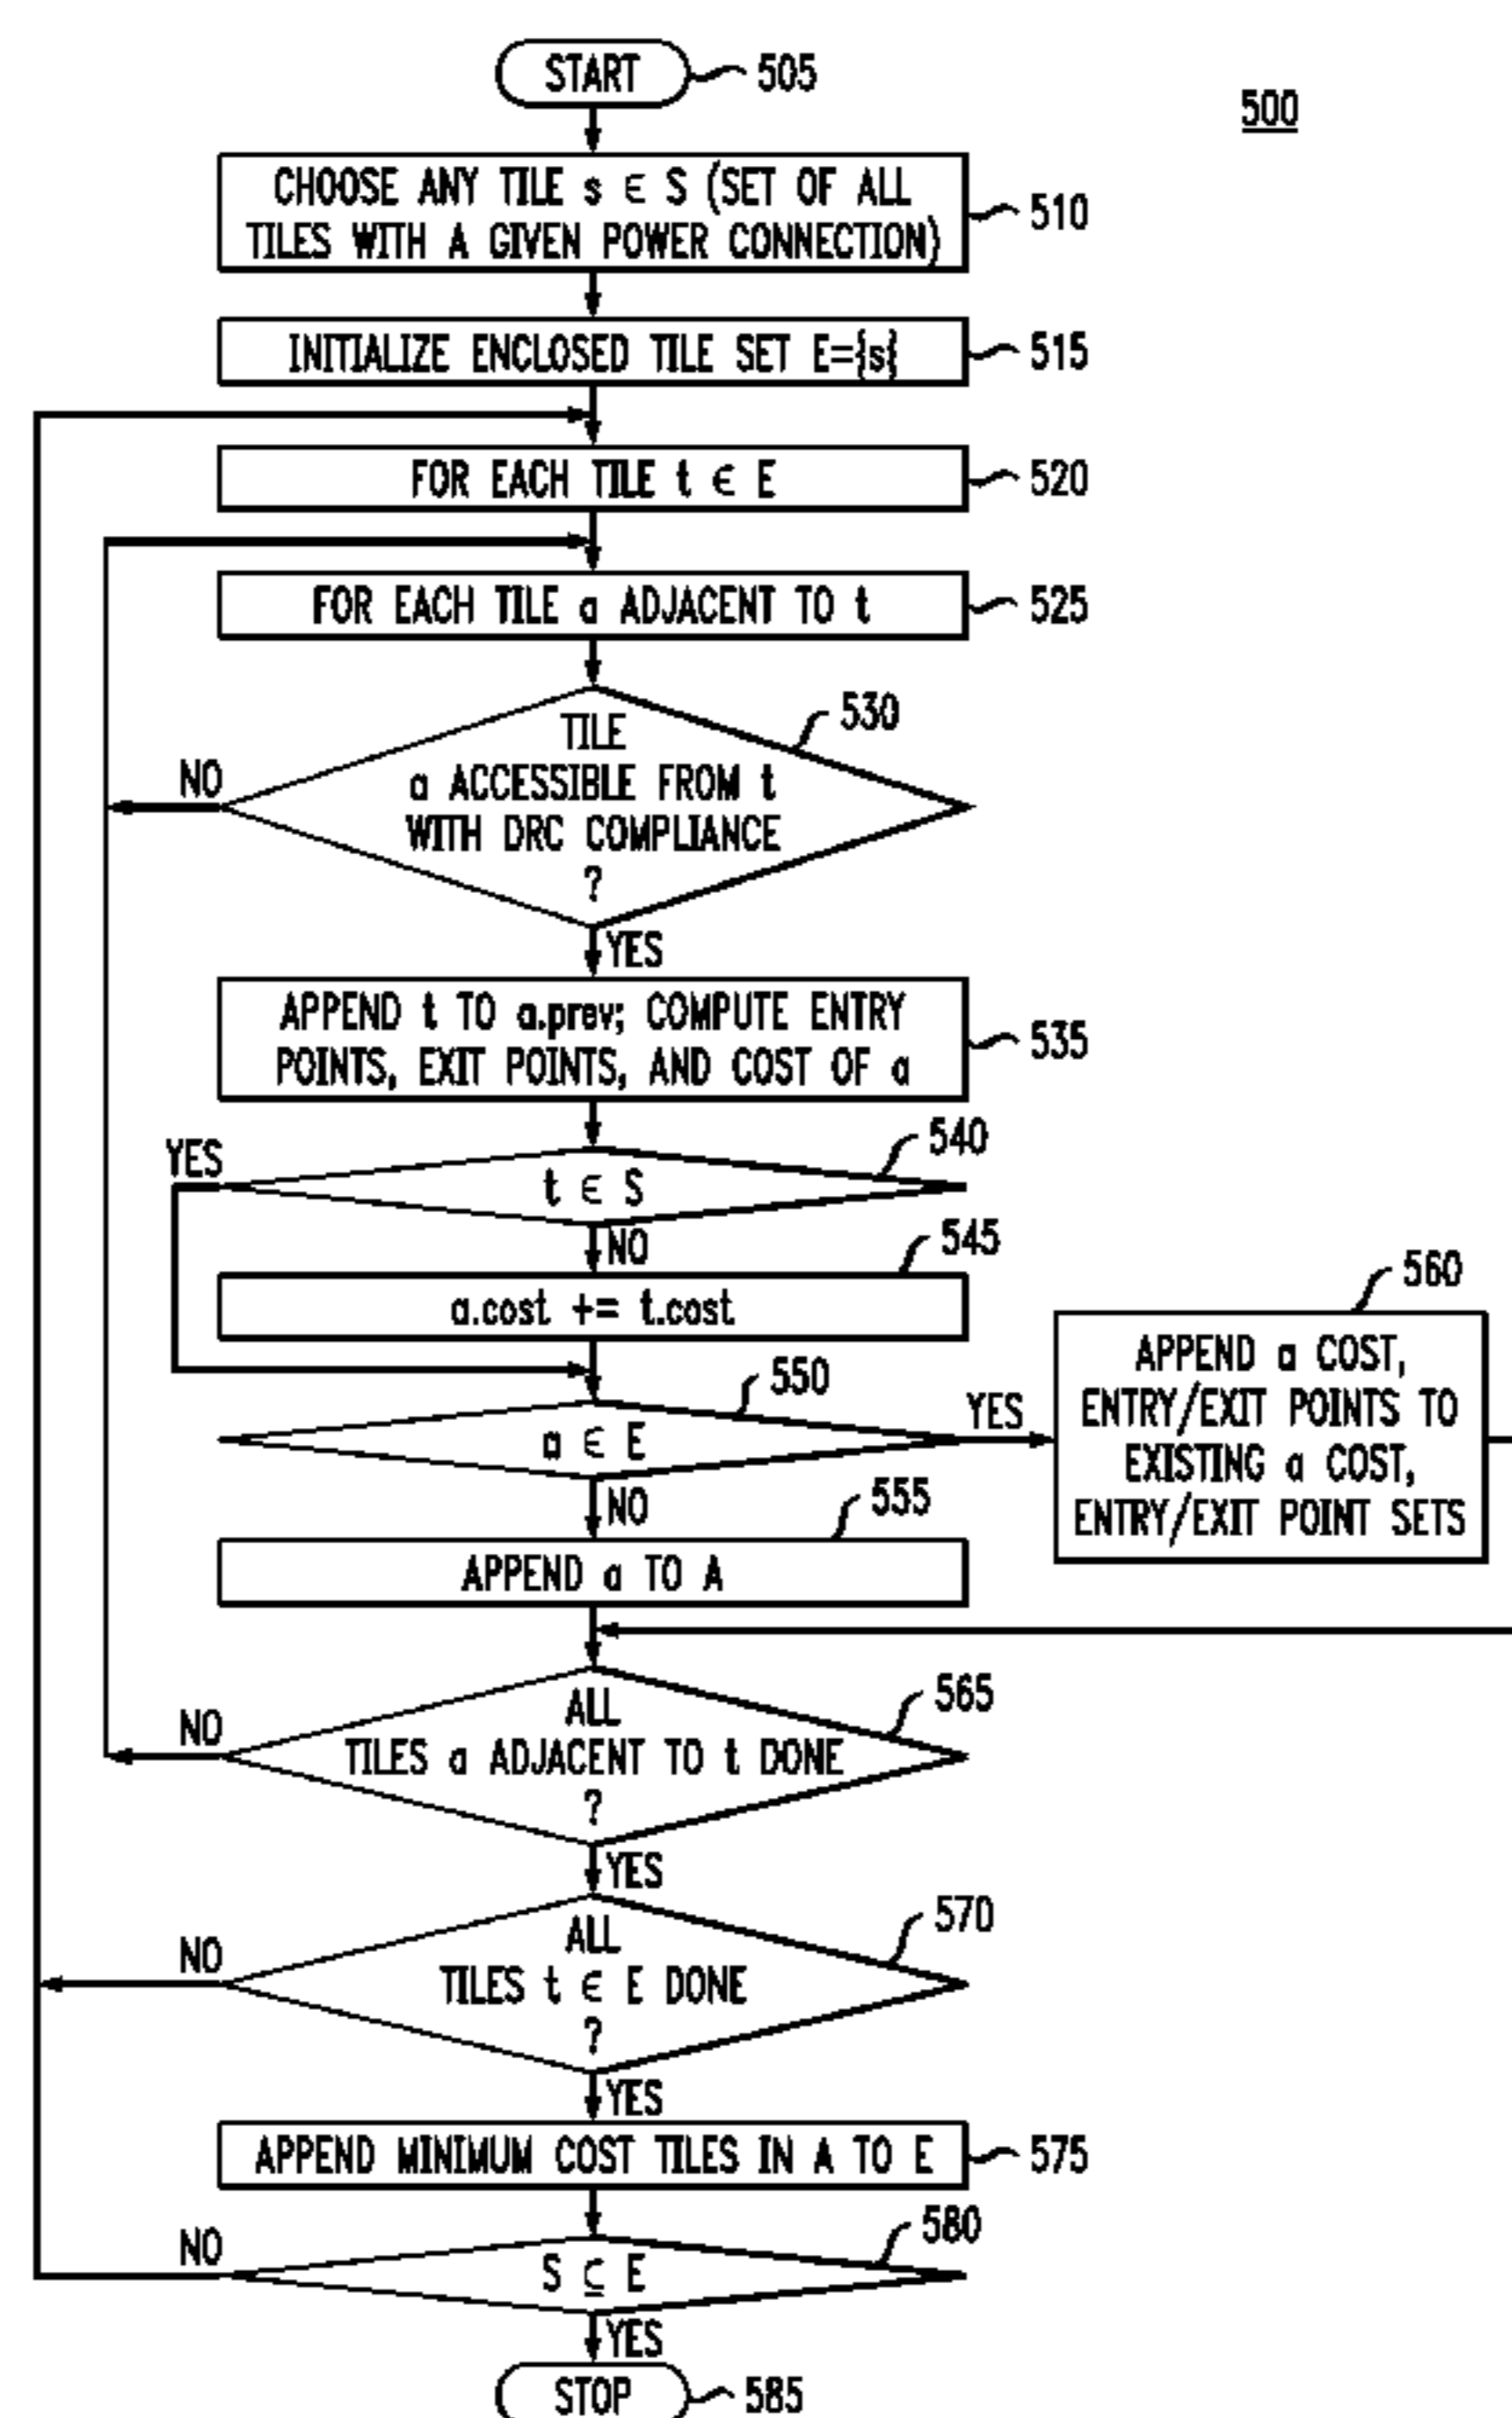 START
505
500
CHOOSE ANY TILE s ∈ S (SET OF ALL
TILES WITH A GIVEN POWER CONNECTION)
510
INITIALIZE ENCLOSED TILE SET E={s{
515
FOR EACH TILE t ∈ E
520
FOR EACH TILE a ADJACENT TO t
525
530
TILE
a ACCESSIBLE FROM t
WITH DRC COMPLIANCE
?
NO
YES
APPEND t TO a.prev; COMPUTE ENTRY
POINTS, EXIT POINTS, AND COST OF a
535
540
YES
t ∈ S
NO
545
a.cost += t.cost
550
a ∈ E
YES
560
APPEND a COST,
ENTRY/EXIT POINTS TO
EXISTING a COST,
ENTRY/EXIT POINT SETS
NO
555
APPEND a TO A
565
ALL
TILES a ADJACENT TO t DONE
?
NO
YES
570
ALL
TILES t ∈ E DONE
?
NO
YES
APPEND MINIMUM COST TILES IN A TO E
575
580
NO
S ⊆ E
YES
STOP
585